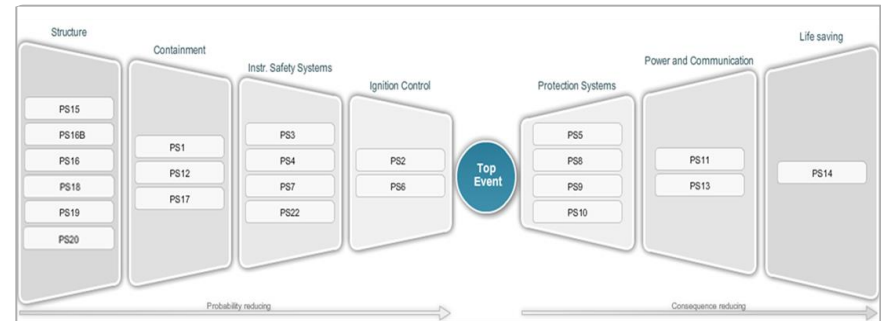 Structure
PS15
PS16B
PS16
PS18
PS19
PS20
Containment
PS1
PS12
PS17
Instr. Safety Systems
PS3
PS4
PS7
PS22
Ignition Control
PS2
PS6
Top
Event
Protection Systems
PS5
PS8
PS9
PS10
Power and Communication
PS11
PS13
Life saving
PS14
Probability reducing
Consequence reducing